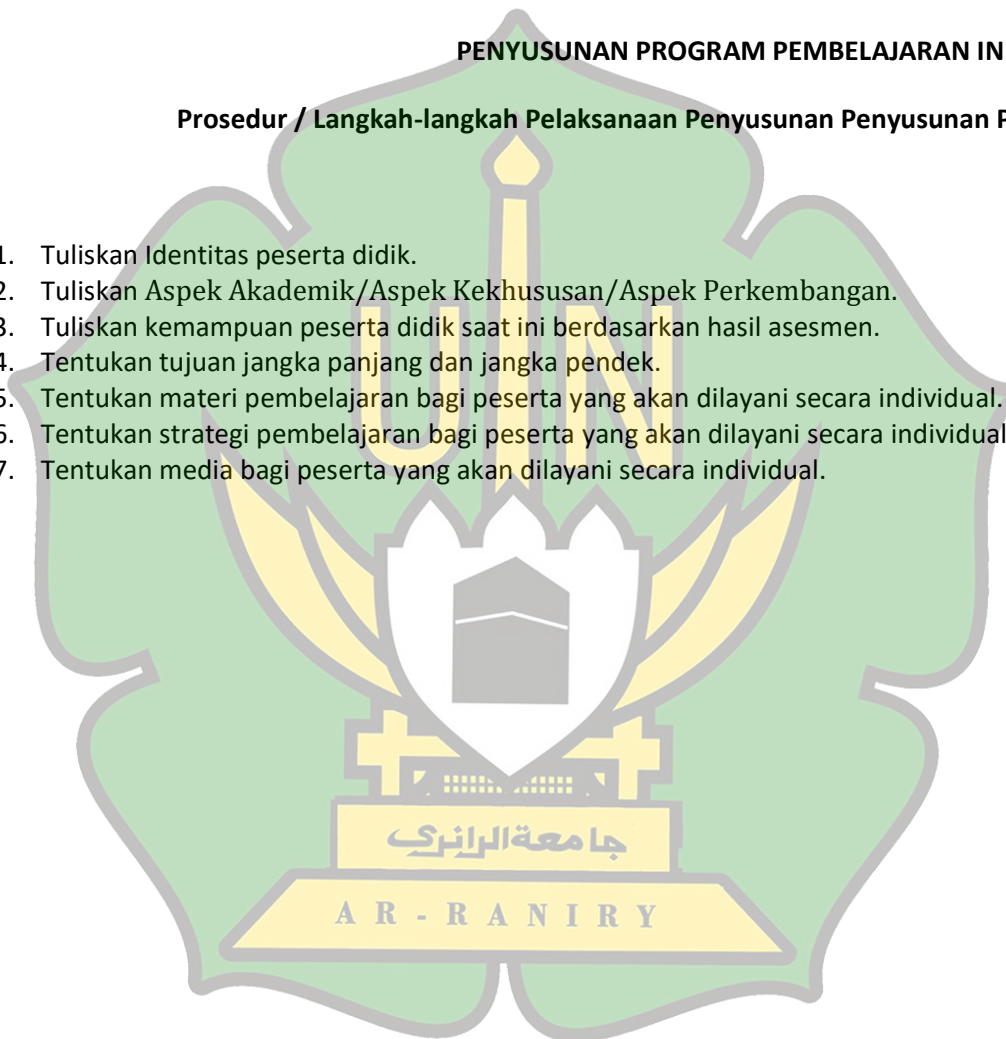 PENYUSUNAN PROGRAM PEMBELAJARAN IN
Prosedur / Langkah-langkah Pelaksanaan Penyusunan Penyusunan P
1. Tuliskan Identitas peserta didik.
2. Tuliskan Aspek Akademik/Aspek Kekhususan/Aspek Perkembangan.
3. Tuliskan kemampuan peserta didik saat ini berdasarkan hasil asesmen.
4. Tentukan tujuan jangka panjang dan jangka pendek.
5. Tentukan materi pembelajaran bagi peserta yang akan dilayani secara individual.
6. Tentukan strategi pembelajaran bagi peserta yang akan dilayani secara individual
7. Tentukan media bagi peserta yang akan dilayani secara individual.
UIN
جامعة الرانري
AR-RANIRY